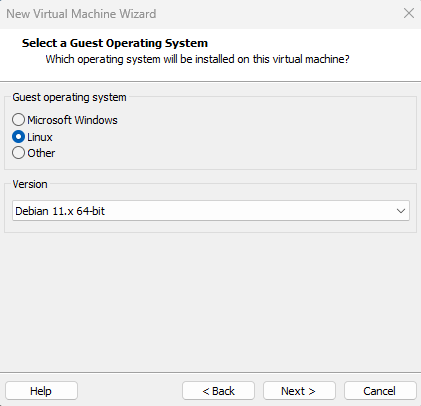 New Virtual Machine Wizard
Select a Guest Operating System
Which operating system will be installed on this virtual machine?
Guest operating system
Microsoft Windows
Linux
Other
Version
Debian 11.x 64-bit
Help
< Back
Next >
Cancel